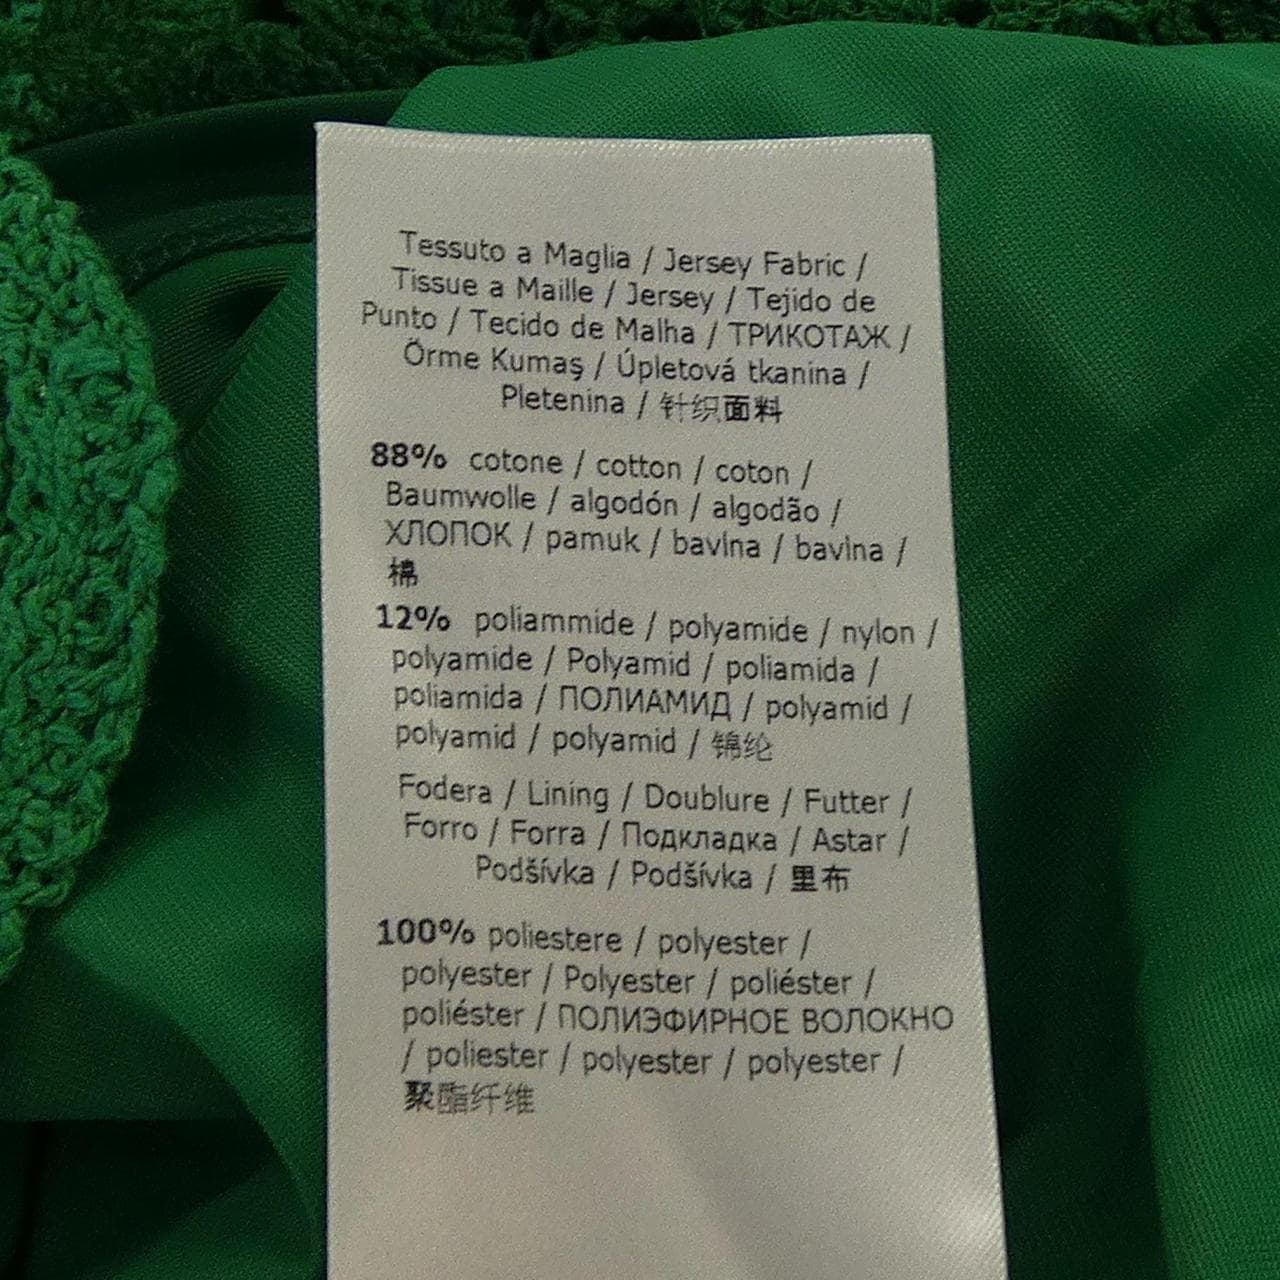 Tessuto a Maglia / Jersey Fabric /
Tissue a Maille / Jersey / Tejido de
Punto / Tecido de Malha / ТРИКОТАЖ /
Örme Kumaş / Úpletová tkanina /
Pletenina / 针织面料
88% cotone / cotton / coton /
Baumwolle / algodón / algodão /
ХЛОПОК / pamuk / bavlna / bavlna /
棉
12% poliammide / polyamide / nylon /
polyamide / Polyamid / poliamida /
poliamida / ПОЛИАМИД / polyamid /
polyamid / polyamid / 锦纶
Fodera / Lining / Doublure / Futter /
Forro / Forra / Подкладка / Astar /
Podšívka / Podšívka / 里布
100% poliestere / polyester /
polyester / Polyester / poliéster /
poliéster / ПОЛИЭФИРНОЕ ВОЛОКНО
/ poliester / polyester / polyester /
聚酯纤维